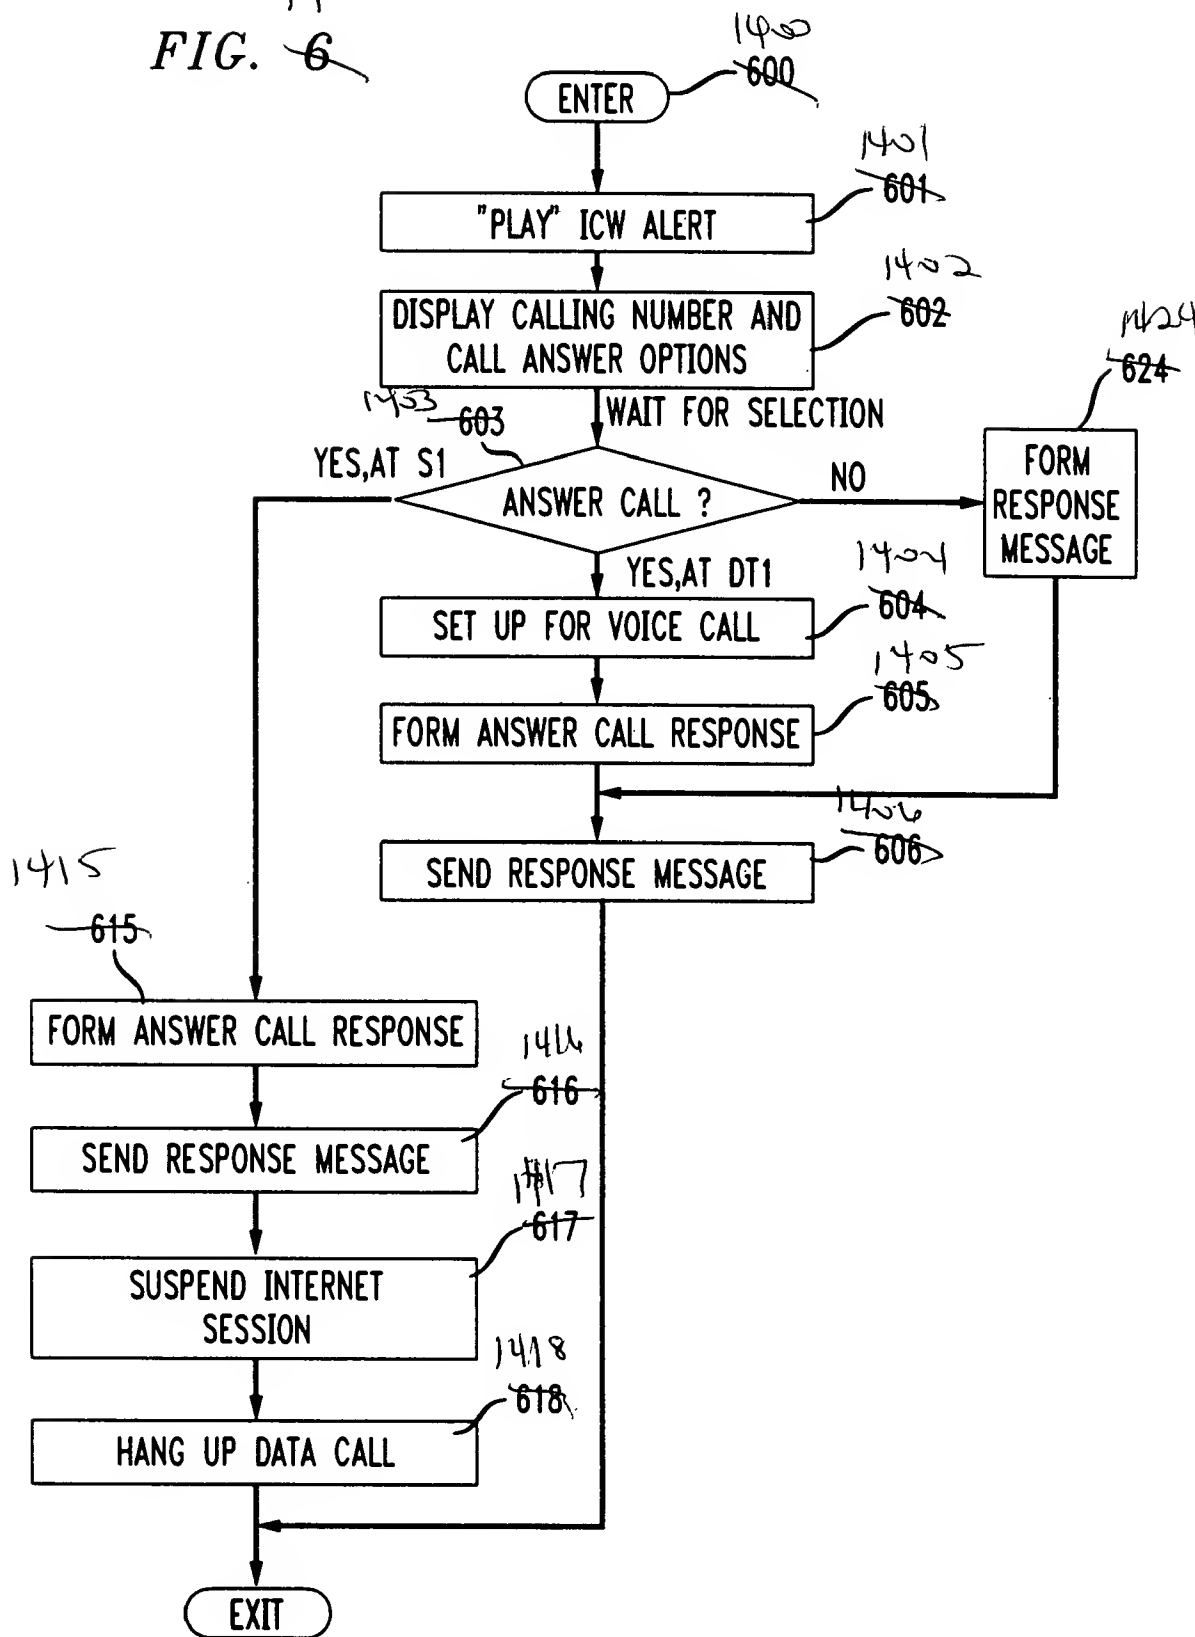 14
FIG. 6
1400
600
ENTER
1401
601
"PLAY" ICW ALERT
1402
602
DISPLAY CALLING NUMBER AND
CALL ANSWER OPTIONS
624
1403
603
WAIT FOR SELECTION
YES,AT S1
ANSWER CALL ?
NO
FORM
RESPONSE
MESSAGE
YES,AT DT1
1404
604
SET UP FOR VOICE CALL
1405
605
FORM ANSWER CALL RESPONSE
1406
606
SEND RESPONSE MESSAGE
1415
615
FORM ANSWER CALL RESPONSE
1416
616
SEND RESPONSE MESSAGE
1417
617
SUSPEND INTERNET
SESSION
1418
618
HANG UP DATA CALL
EXIT